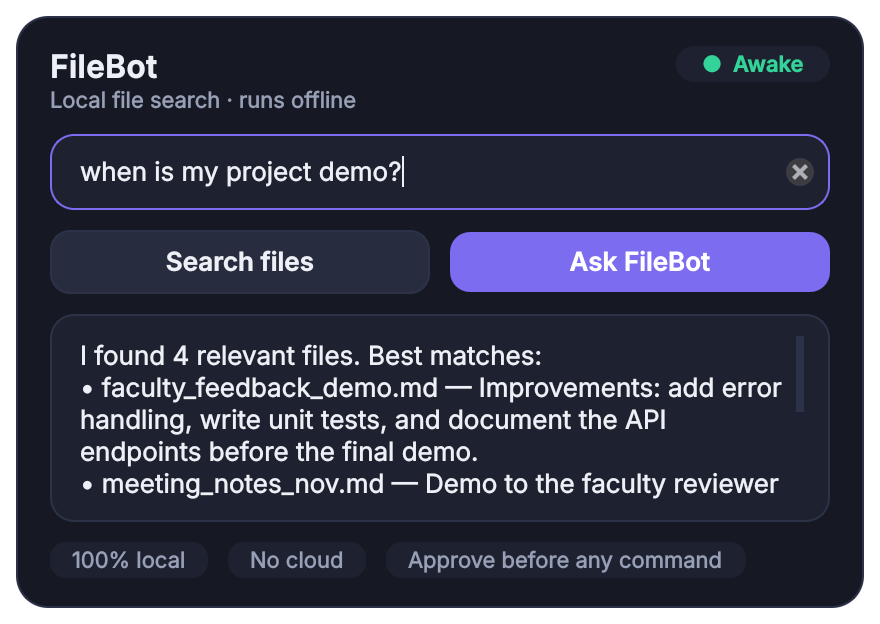 FileBot
Awake
Local file search · runs offline
when is my project demo?
Search files
Ask FileBot
I found 4 relevant files. Best matches:
• faculty_feedback_demo.md — Improvements: add error
handling, write unit tests, and document the API
endpoints before the final demo.
• meeting_notes_nov.md — Demo to the faculty reviewer
100% local
No cloud
Approve before any command